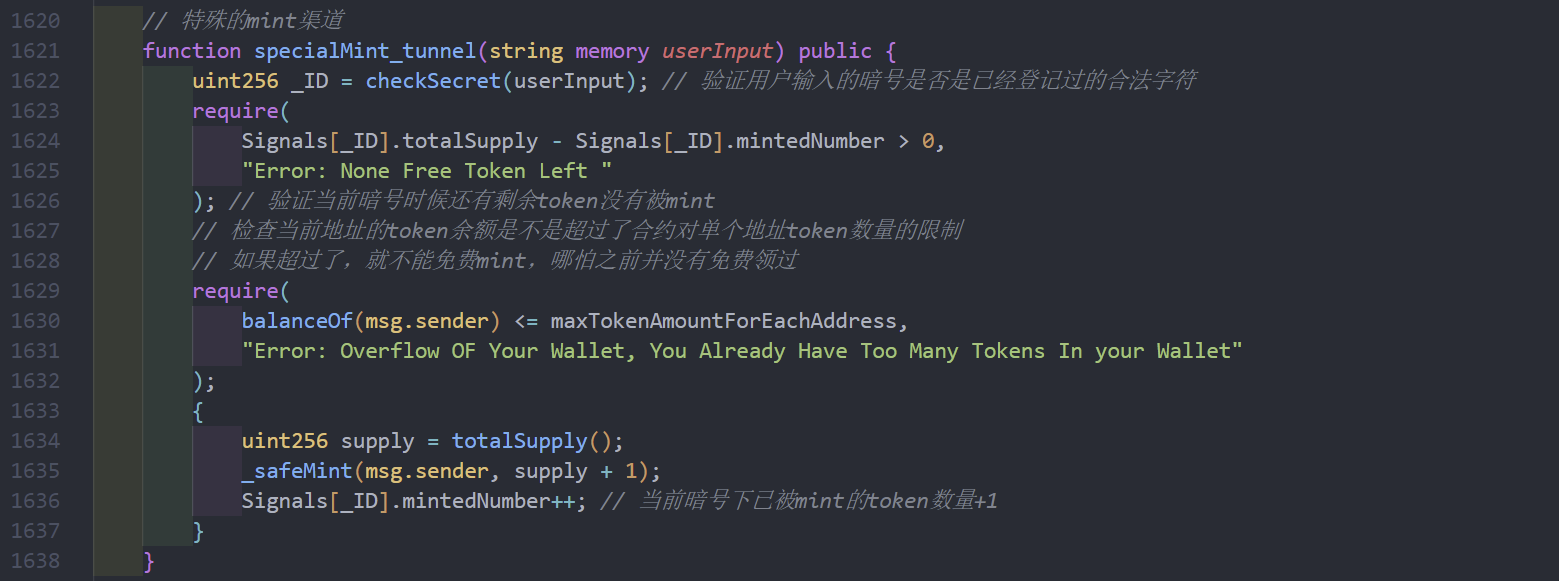 1620 // 特殊的mint渠道
1621 function specialMint_tunnel(string memory userInput) public {
1622 uint256 _ID = checkSecret(userInput); // 验证用户输入的暗号是否是已经登记过的合法字符
1623 require(
1624 Signals[_ID].totalSupply - Signals[_ID].mintedNumber > 0,
1625 "Error: None Free Token Left "
1626 ); // 验证当前暗号时候还有剩余token没有被mint
1627 // 检查当前地址的token余额是不是超过了合约对单个地址token数量的限制
1628 // 如果超过了，就不能免费mint，哪怕之前并没有免费领过
1629 require(
1630 balanceOf(msg.sender) <= maxTokenAmountForEachAddress,
1631 "Error: Overflow OF Your Wallet, You Already Have Too Many Tokens In your Wallet"
1632 );
1633 {
1634 uint256 supply = totalSupply();
1635 _safeMint(msg.sender, supply + 1);
1636 Signals[_ID].mintedNumber++; // 当前暗号下已被mint的token数量+1
1637 }
1638 }